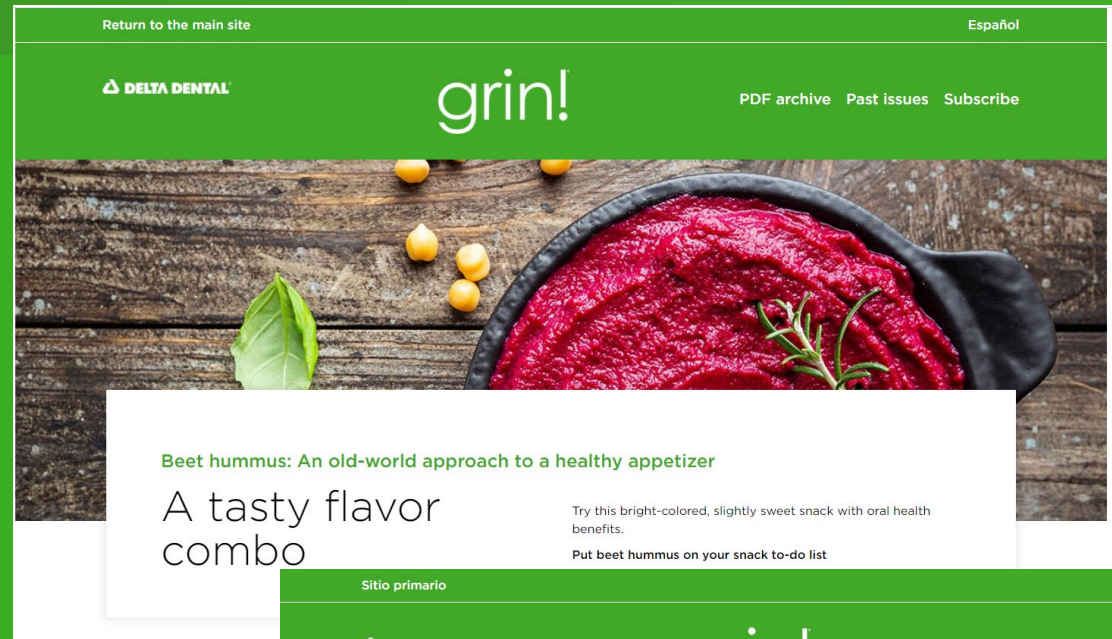 Return to the main site
Español
DELTA DENTAL
grin!
PDF archive Past issues Subscribe
Beet hummus: An old-world approach to a healthy appetizer
A tasty flavor
combo
Try this bright-colored, slightly sweet snack with oral health
benefits.
Put beet hummus on your snack to-do list
Sitio primario